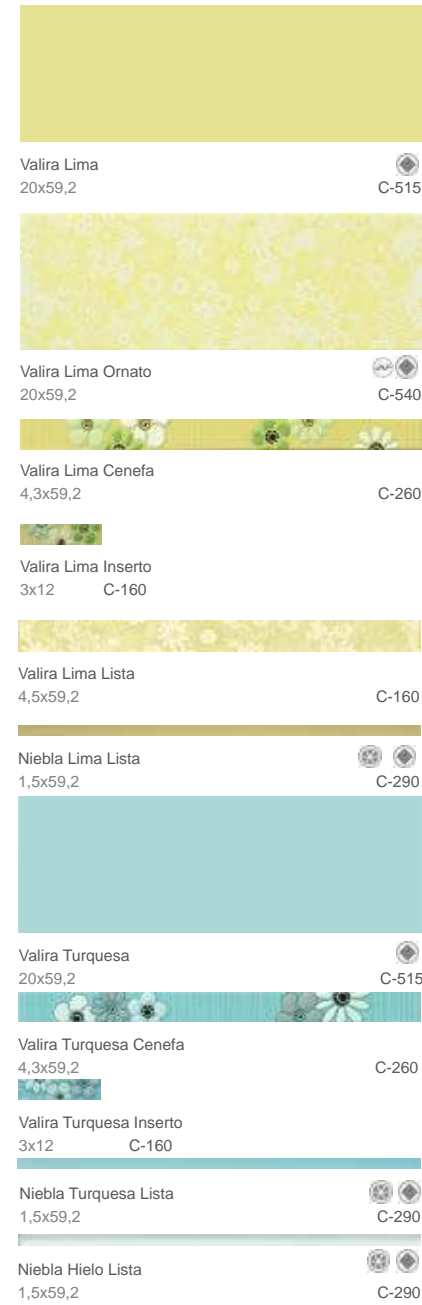 Valira Lima
20x59,2 C-515
Valira Lima Ornato
20x59,2 C-540
Valira Lima Cenefa
4,3x59,2 C-260
Valira Lima Inserto
3x12 C-160
Valira Lima Lista
4,5x59,2 C-160
Niebla Lima Lista
1,5x59,2 C-290
Valira Turquesa
20x59,2 C-515
Valira Turquesa Cenefa
4,3x59,2 C-260
Valira Turquesa Inserto
3x12 C-160
Niebla Turquesa Lista
1,5x59,2 C-290
Niebla Hielo Lista
1,5x59,2 C-290